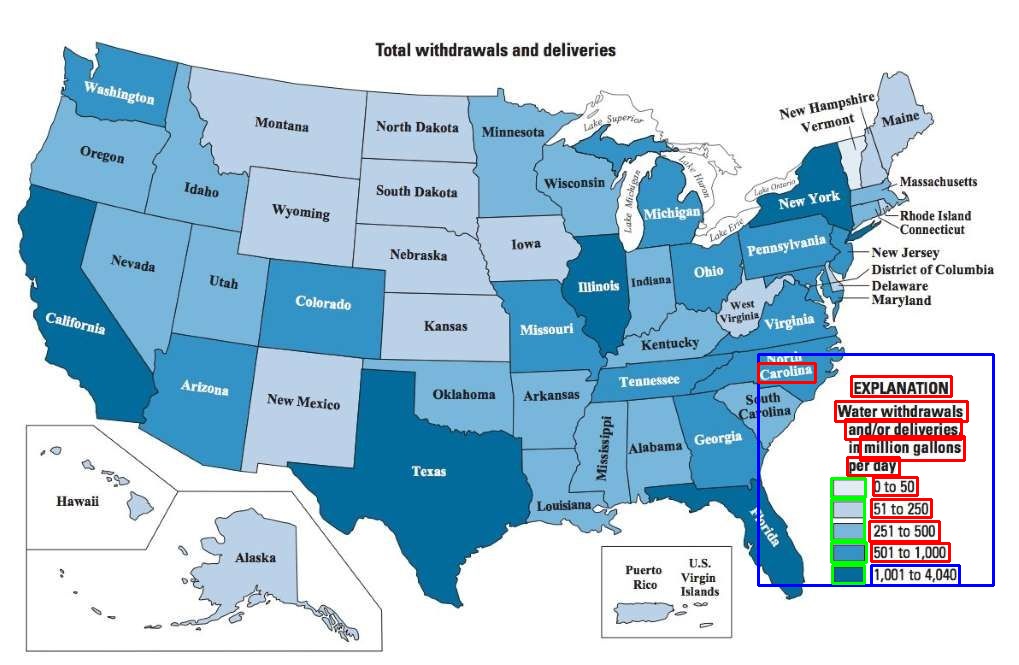 Total withdrawals and deliveries
Washington
Oregon
Idaho
Montana
Wyoming
North Dakota
South Dakota
Nebraska
Kansas
Minnesota
Iowa
Wisconsin
Lake Superior
Lake Michigan
Lake Huron
Lake Erie
Lake Ontario
Michigan
New Hampshire
Vermont
Maine
Massachusetts
Rhode Island
Connecticut
New York
Pennsylvania
New Jersey
District of Columbia
Delaware
Maryland
West
Virginia
Virginia
Ohio
Indiana
Illinois
Missouri
Kentucky
Tennessee
North
Carolina
South
Carolina
Georgia
Alabama
Mississippi
Louisiana
Arkansas
Oklahoma
Texas
New Mexico
Arizona
Colorado
Utah
Nevada
California
Florida
Hawaii
Alaska
Puerto
Rico
U.S.
Virgin
Islands
EXPLANATION
Water withdrawals
and/or deliveries,
in million gallons
per day
0 to 50
51 to 250
251 to 500
501 to 1,000
1,001 to 4,040